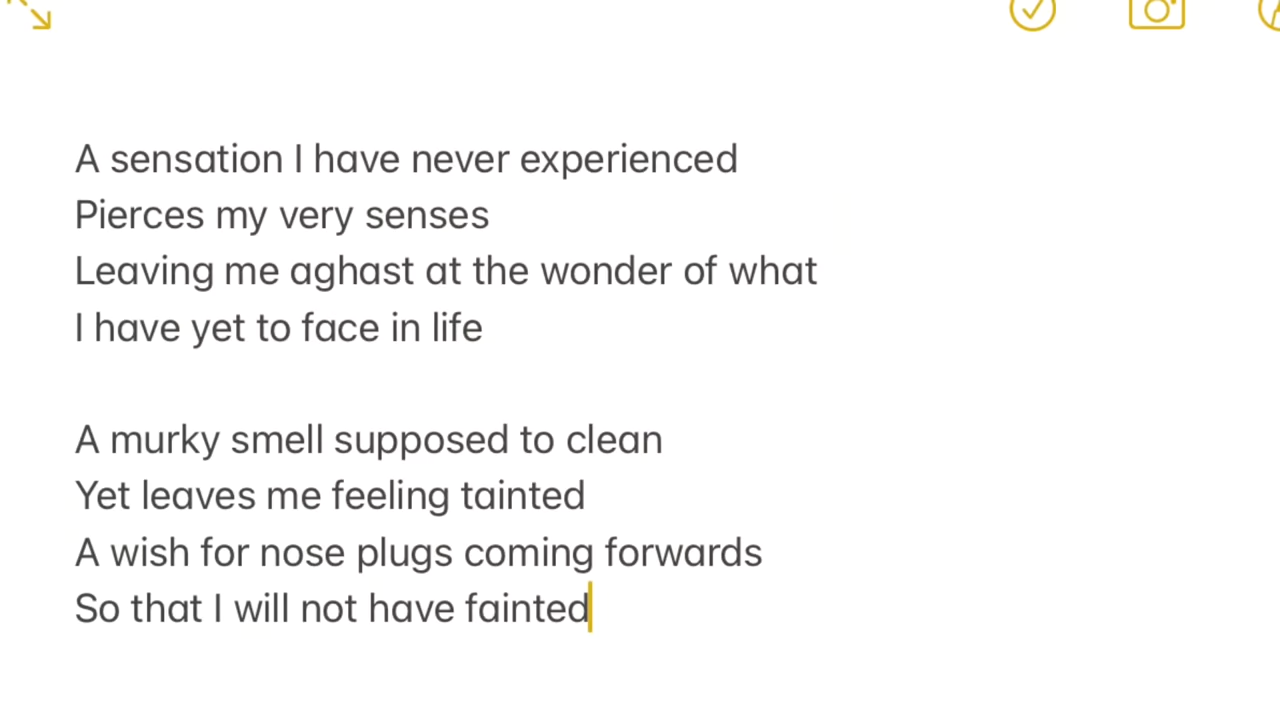 A sensation I have never experienced
Pierces my very senses
Leaving me aghast at the wonder of what
I have yet to face in life
A murky smell supposed to clean
Yet leaves me feeling tainted
A wish for nose plugs coming forwards
So that I will not have fainted